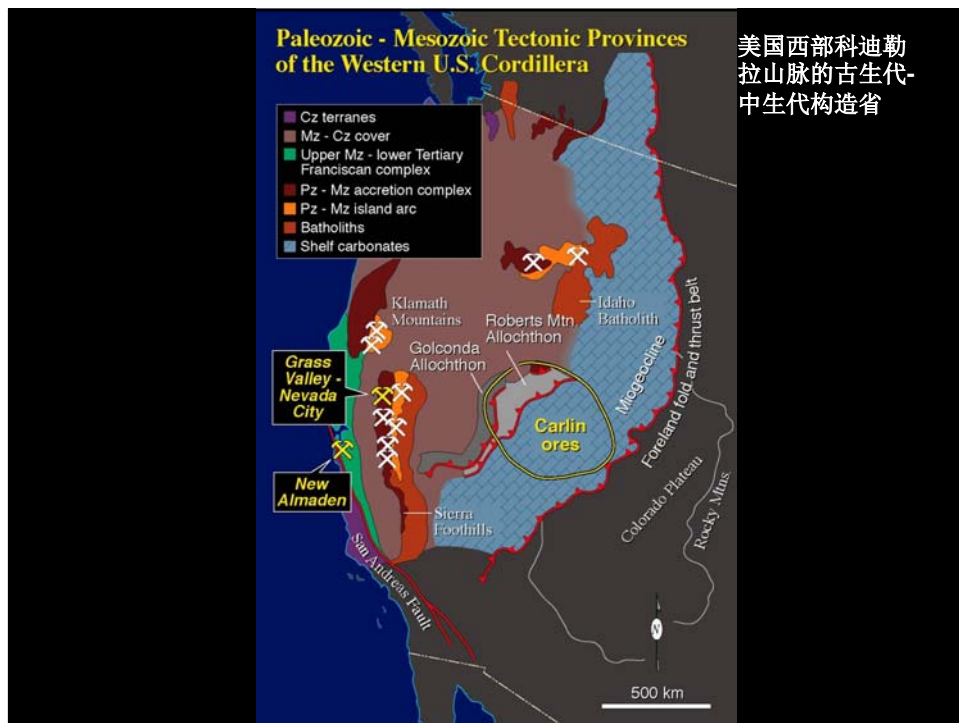 Paleozoic - Mesozoic Tectonic Provinces
of the Western U.S. Cordillera
美国西部科迪勒
拉山脉的古生代-
中生代构造省
Cz terranes
Mz - Cz cover
Upper Mz - lower Tertiary
Franciscan complex
Pz - Mz accretion complex
Pz - Mz island arc
Batholiths
Shelf carbonates
Klamath
Mountains
Idaho
Batholith
Roberts Mtn.
Allochthon
Golconda
Allochthon
Grass
Valley -
Nevada
City
Carlin
ores
Miogeocline
Foreland fold and thrust belt
New
Almaden
Sierra
Foothills
Colorado Plateau
Rocky Mtns.
San Andreas Fault
N
500 km